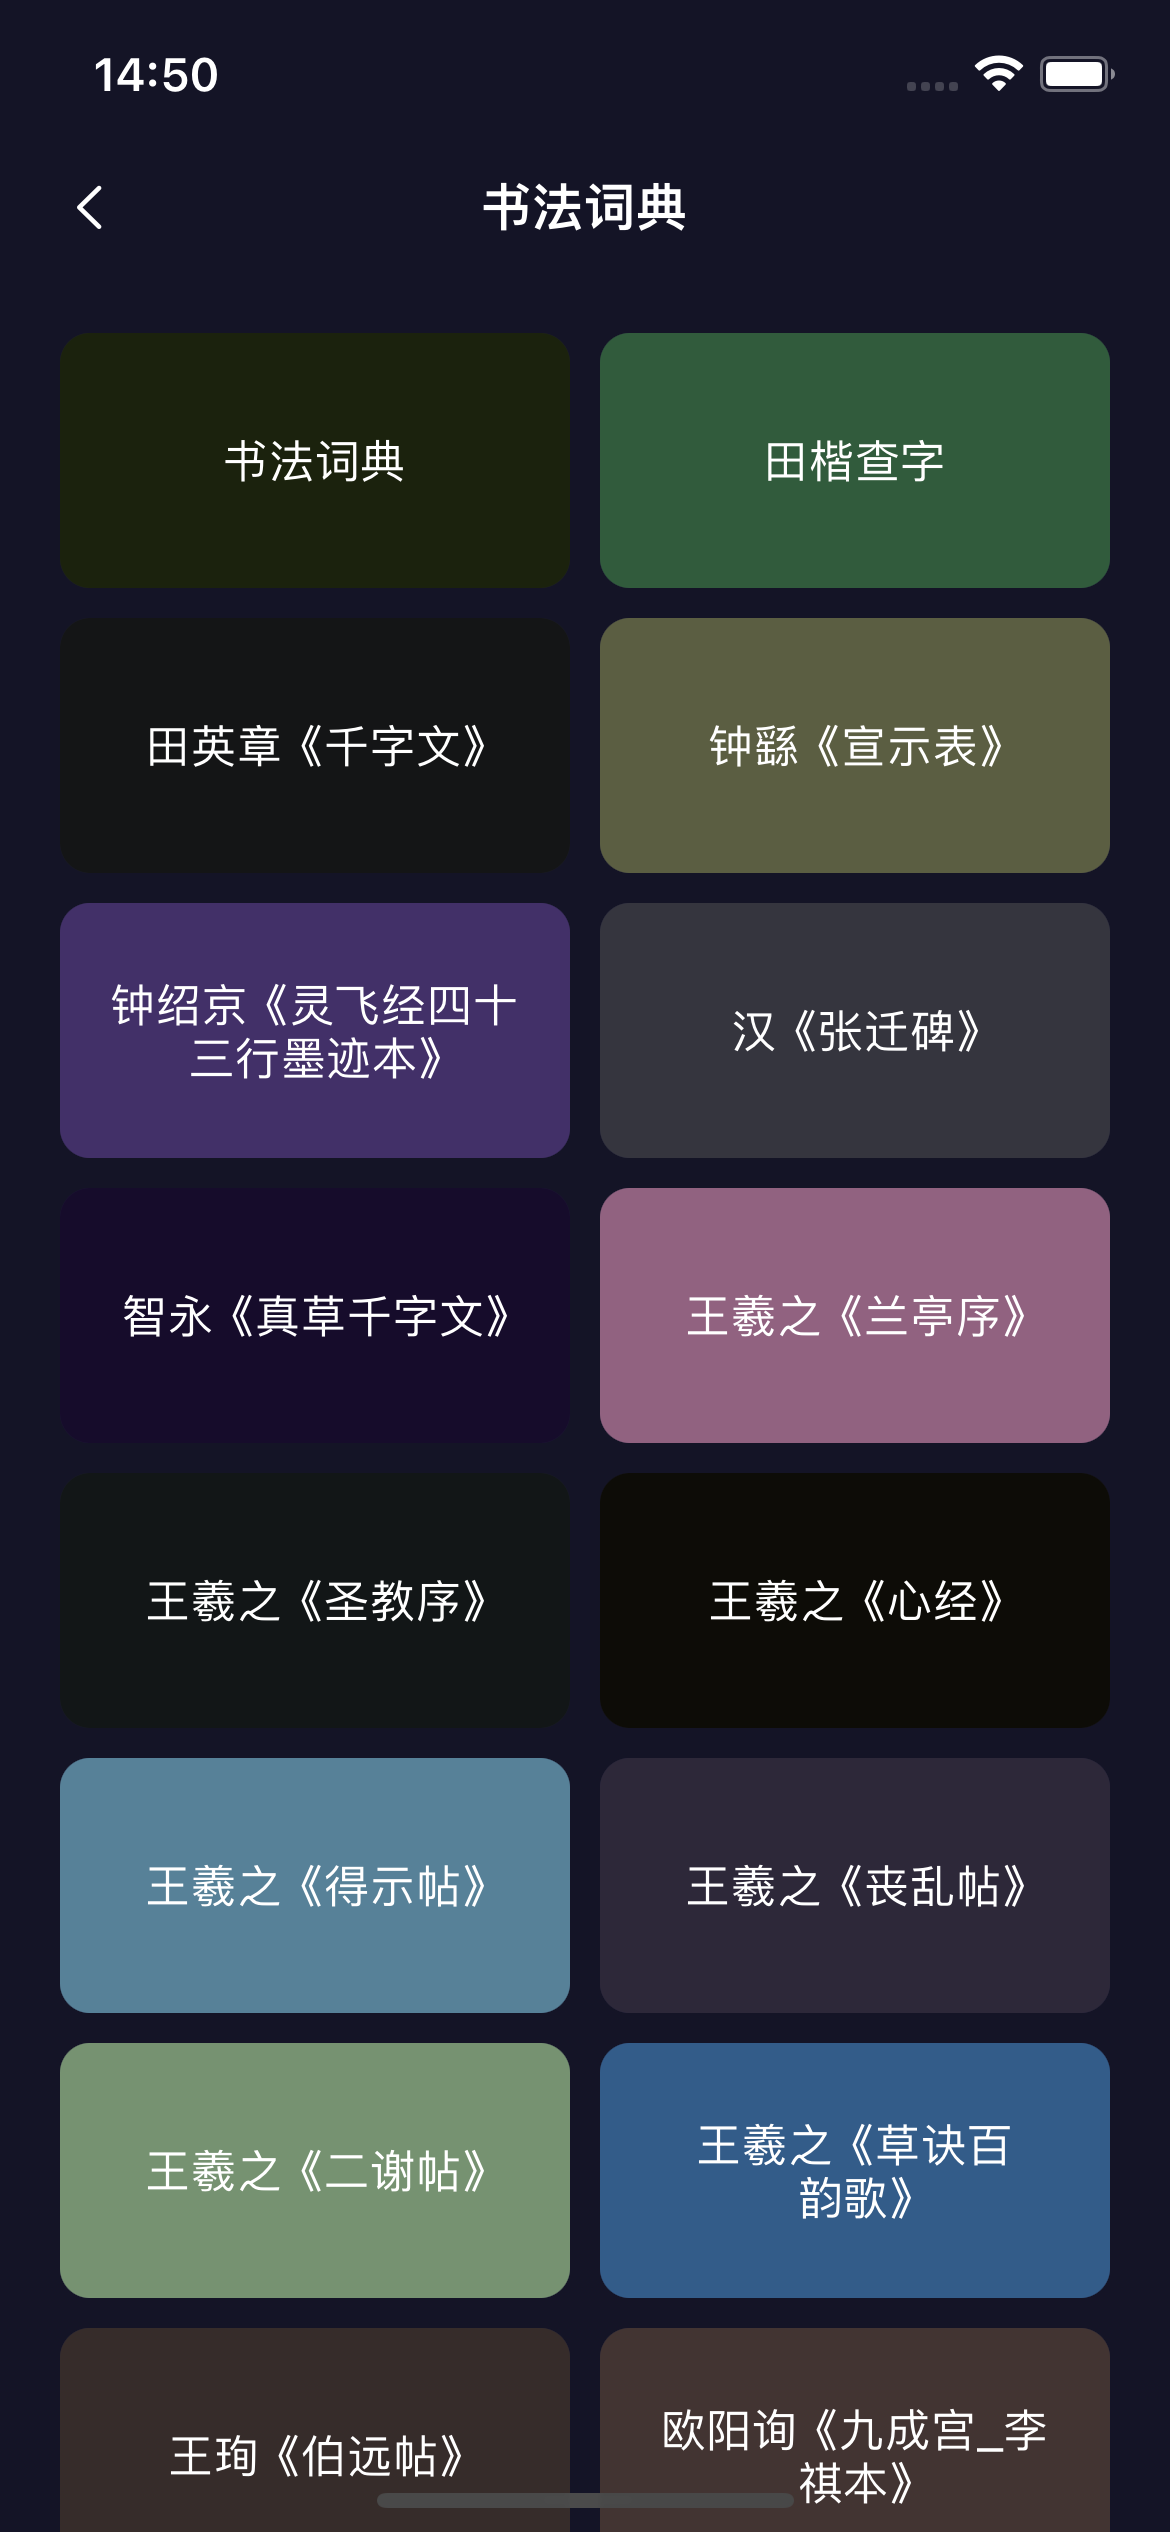 14:50
书法词典
书法词典
田楷查字
田英章《千字文》
钟繇《宣示表》
钟绍京《灵飞经四十
三行墨迹本》
汉《张迁碑》
智永《真草千字文》
王羲之《兰亭序》
王羲之《圣教序》
王羲之《心经》
王羲之《得示帖》
王羲之《丧乱帖》
王羲之《二谢帖》
王羲之《草诀百
韵歌》
王珣《伯远帖》
欧阳询《九成宫_李
祺本》